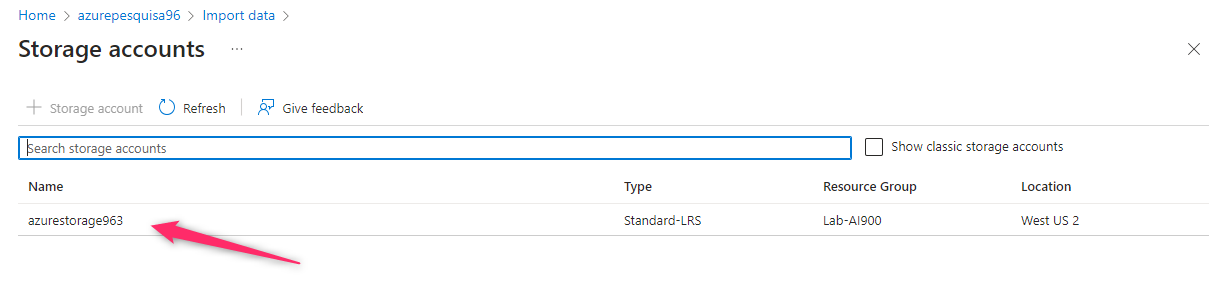 Home > azurepesquisa96 > Import data >
Storage accounts ...
+ Storage account Refresh Give feedback
Search storage accounts Show classic storage accounts
Name Type Resource Group Location
azurestorage963 Standard-LRS Lab-AI900 West US 2